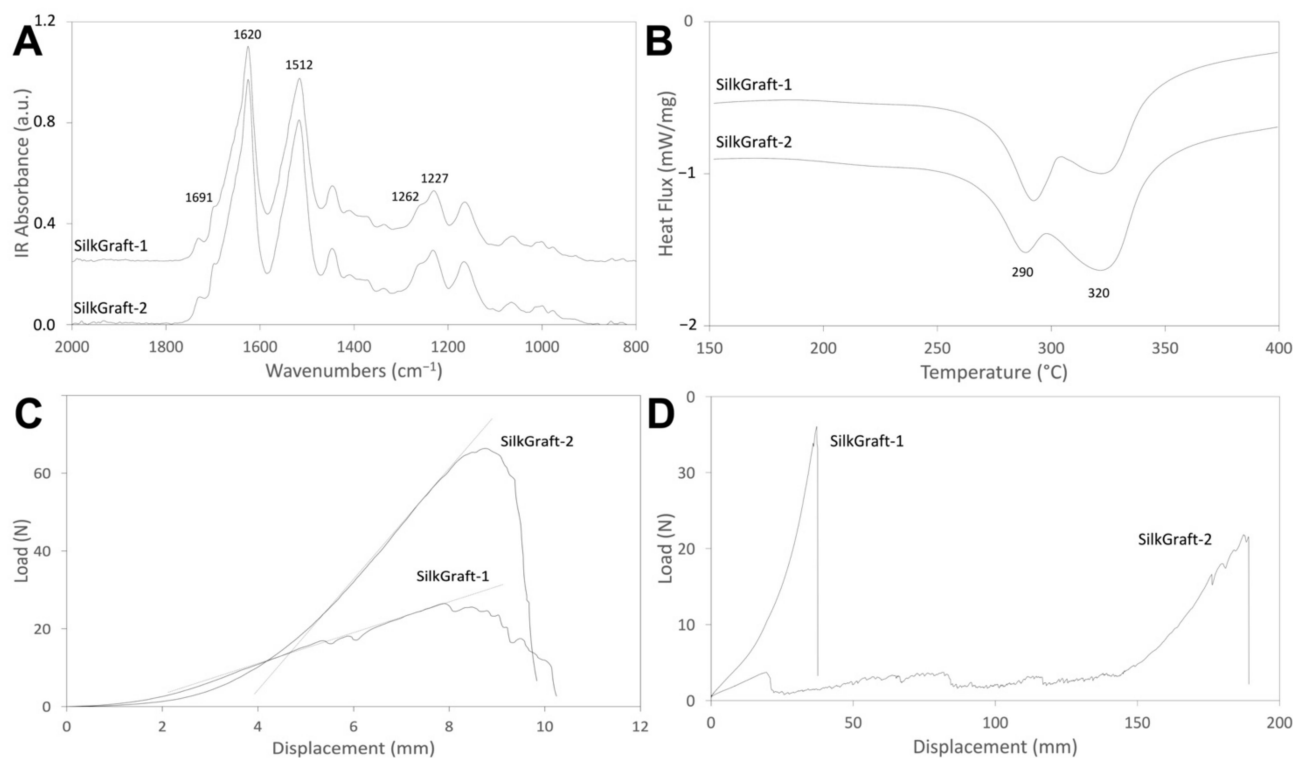 A
1.2
0.8
0.4
0.0
IR Absorbance (a.u.)
1620
1512
1691
1262
1227
SilkGraft-1
SilkGraft-2
2000 1800 1600 1400 1200 1000 800
Wavenumbers (cm⁻¹)
B
−0
−1
−2
Heat Flux (mW/mg)
SilkGraft-1
SilkGraft-2
290
320
150 200 250 300 350 400
Temperature (°C)
C
60
40
20
0
Load (N)
SilkGraft-2
SilkGraft-1
0 2 4 6 8 10 12
Displacement (mm)
D
0
30
20
10
0
Load (N)
SilkGraft-1
SilkGraft-2
0 50 100 150 200
Displacement (mm)